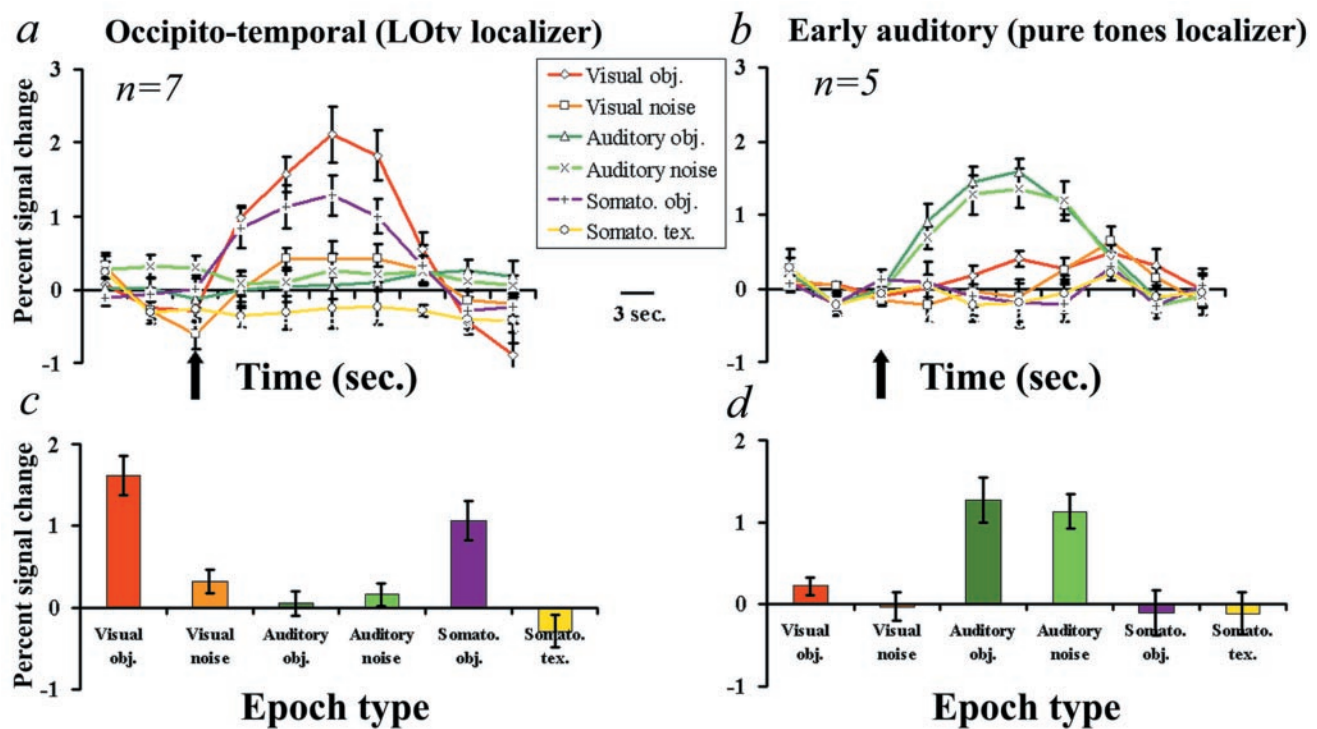 a Occipito-temporal (LOtv localizer)
b Early auditory (pure tones localizer)
3
2
1
0
-1
Percent signal change
n=7
Visual obj.
Visual noise
Auditory obj.
Auditory noise
Somato. obj.
Somato. tex.
3 sec.
Time (sec.)
3
2
1
0
-1
n=5
Time (sec.)
c
2
1
0
-1
Percent signal change
Visual obj.
Visual noise
Auditory obj.
Auditory noise
Somato. obj.
Somato. tex.
Epoch type
d
2
1
0
-1
Visual obj.
Visual noise
Auditory obj.
Auditory noise
Somato. obj.
Somato. tex.
Epoch type